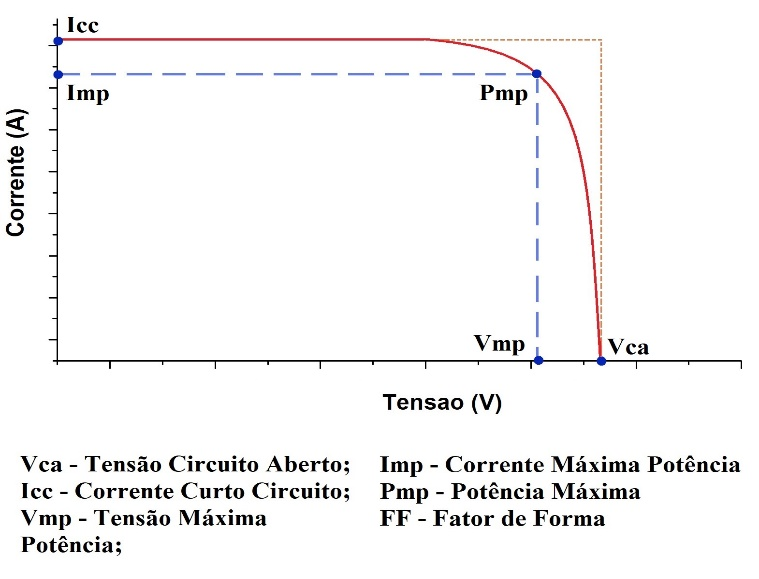 Icc
Imp
Pmp
Corrente (A)
Vmp
Vca
Tensao (V)
Vca - Tensão Circuito Aberto;
Icc - Corrente Curto Circuito;
Vmp - Tensão Máxima
Potência;
Imp - Corrente Máxima Potência
Pmp - Potência Máxima
FF - Fator de Forma